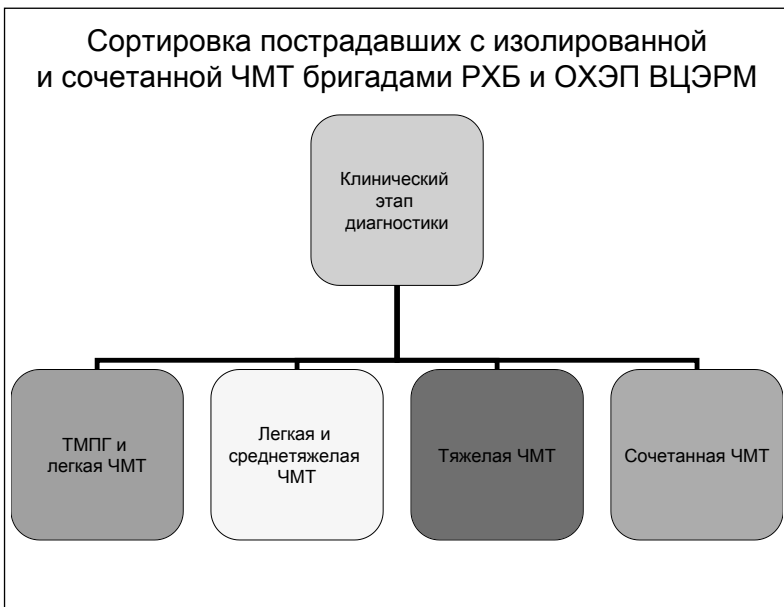 Сортировка пострадавших с изолированной
и сочетанной ЧМТ бригадами РХБ и ОХЭП ВЦЭРМ
Клинический
этап
диагностики
ТМПГ и
легкая ЧМТ
Легкая и
среднетяжелая
ЧМТ
Тяжелая ЧМТ
Сочетанная ЧМТ